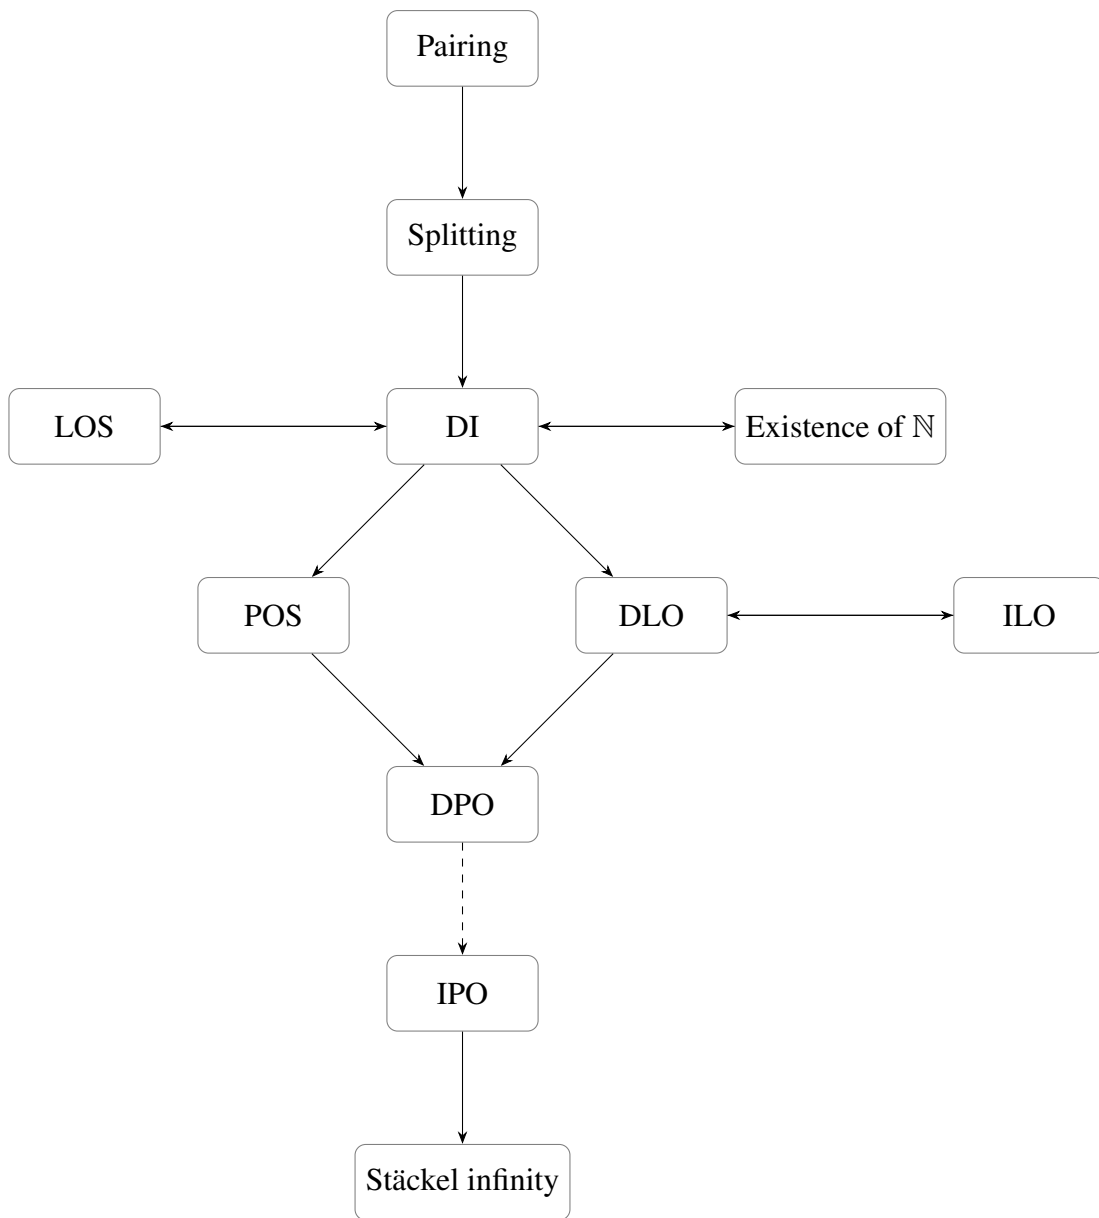 Pairing
Splitting
LOS
DI
Existence of ℕ
POS
DLO
ILO
DPO
IPO
Stäckel infinity